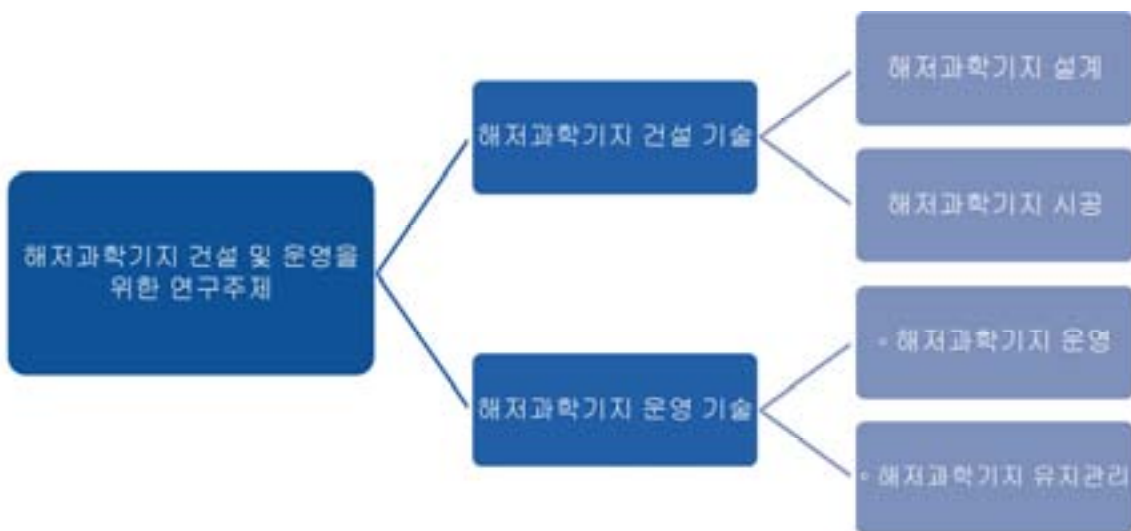 해저과학기지 건설 및 운영을
위한 연구주제
해저과학기지 건설 기술
해저과학기지 설계
해저과학기지 시공
해저과학기지 운영 기술
◦ 해저과학기지 운영
◦ 해저과학기지 유지관리